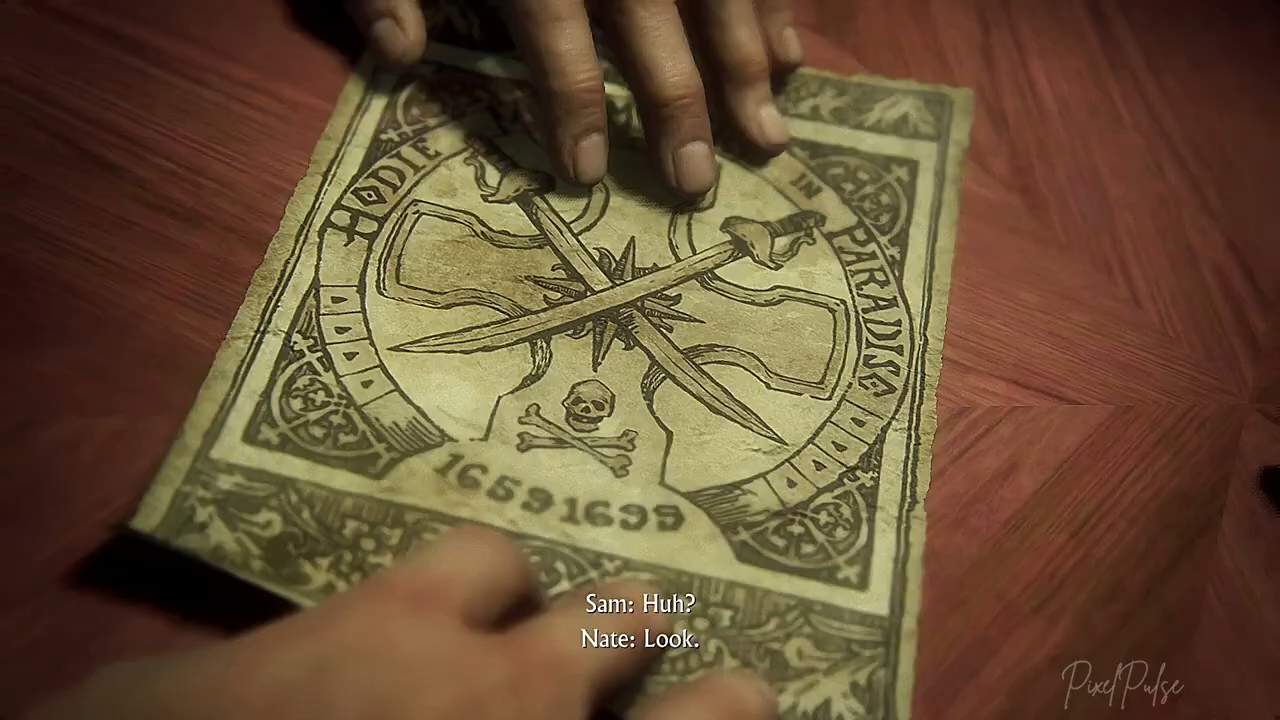 HODIE
IN
PARADISE
16591699
Sam: Huh?
Nate: Look.
PixelPulse